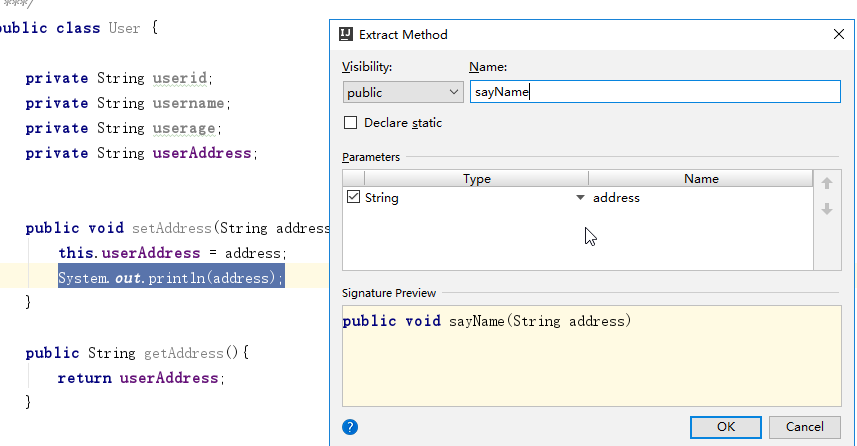 ***/
public class User {
private String userid;
private String username;
private String userage;
private String userAddress;
public void setAddress(String address
this.userAddress = address;
System.out.println(address);
}
public String getAddress(){
return userAddress;
}
Extract Method
Visibility:
Name:
public
sayName
Declare static
Parameters
Type
Name
String
address
Signature Preview
public void sayName(String address)
?
OK
Cancel